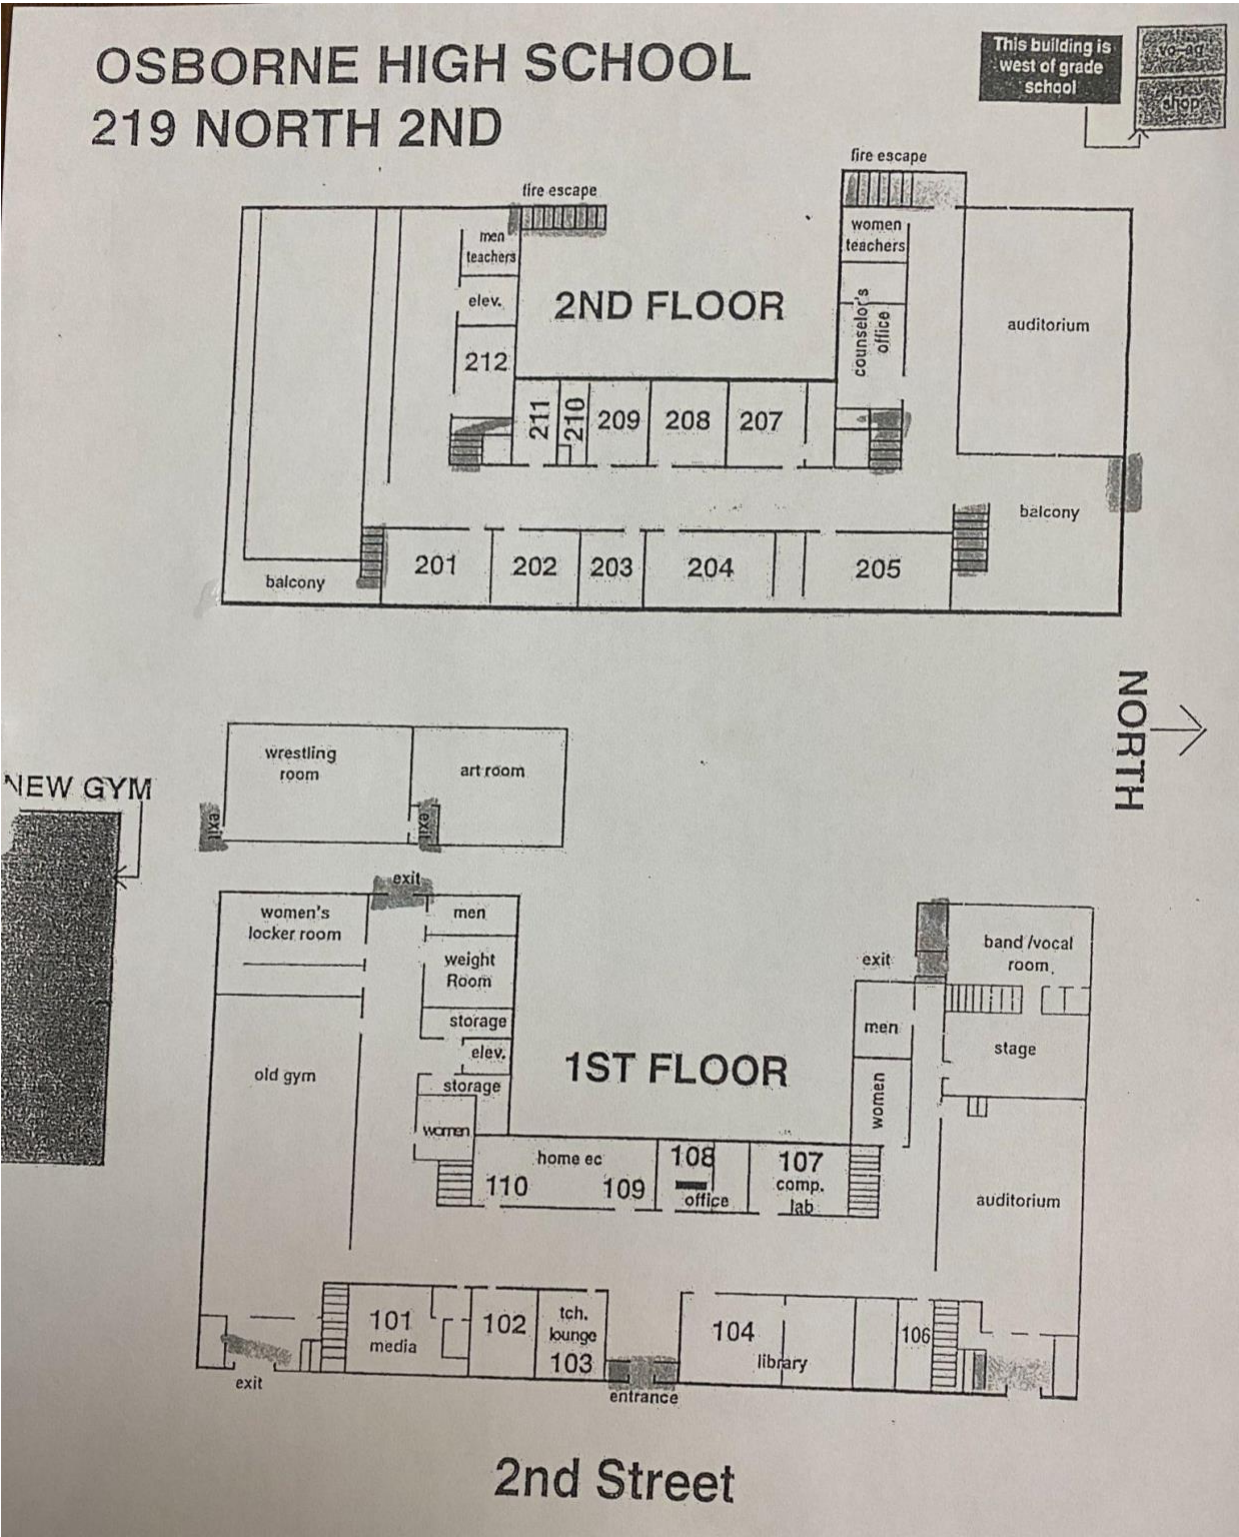 OSBORNE HIGH SCHOOL
219 NORTH 2ND
This building is
west of grade
school
vo-ag
shop
fire escape
fire escape
men
teachers
elev.
212
2ND FLOOR
women
teachers
counselor's
office
auditorium
211
210
209
208
207
balcony
201
202
203
204
205
balcony
NORTH
wrestling
room
art room
exit
exit
NEW GYM
exit
women's
locker room
men
weight
Room
storage
elev.
storage
women
old gym
1ST FLOOR
exit
band /vocal
room
men
women
stage
auditorium
home ec
110
109
108
office
107
comp.
lab
101
media
102
tch.
lounge
103
104
library
106
exit
entrance
2nd Street